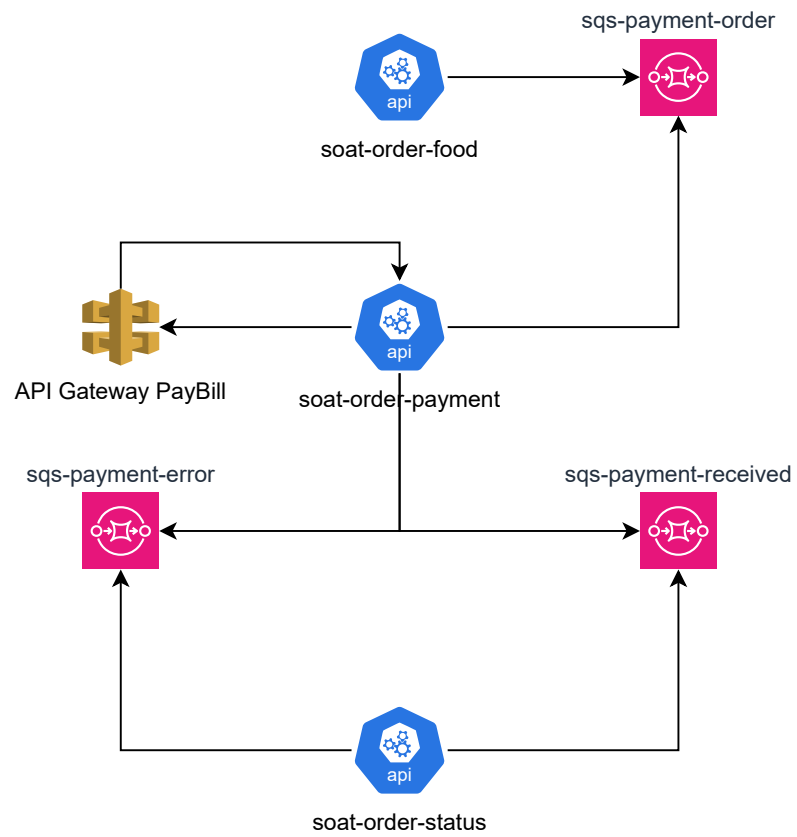 sqs-payment-order
api
soat-order-food
api
API Gateway PayBill
soat-order-payment
sqs-payment-error
sqs-payment-received
api
soat-order-status